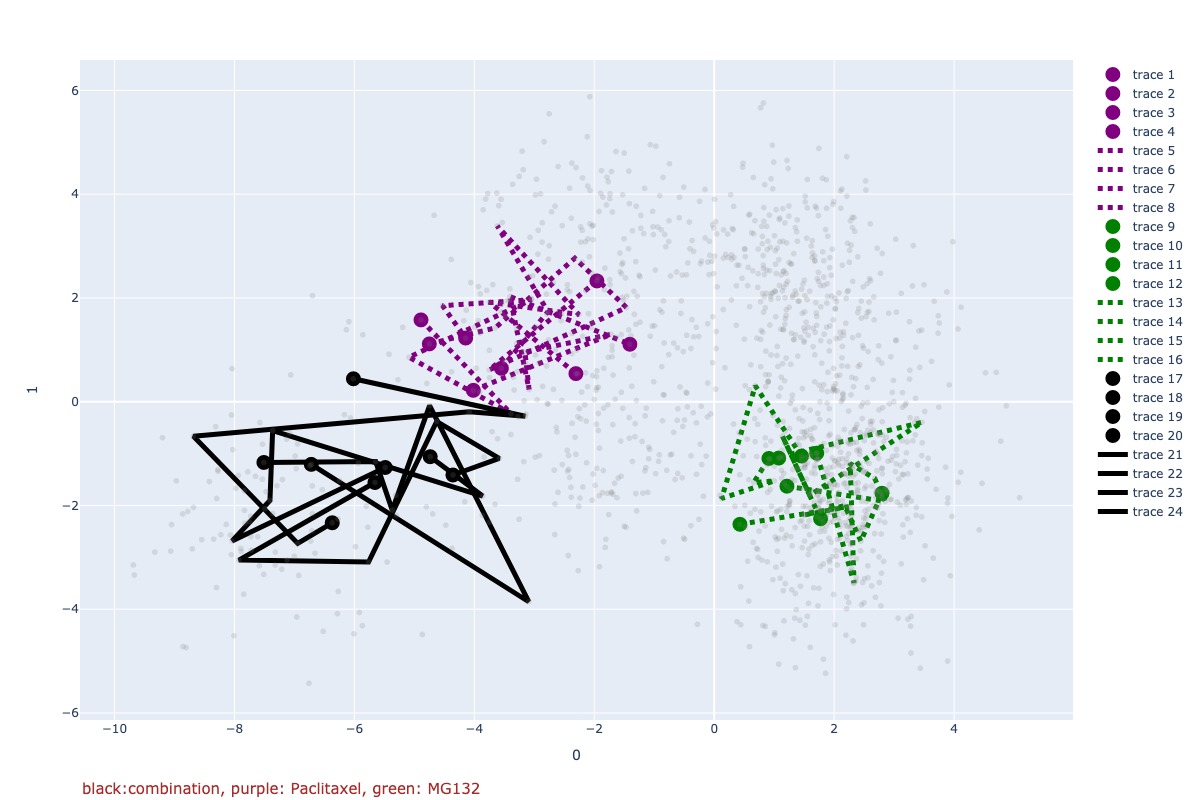 6
4
2
0
−2
−4
−6
1
−10
−8
−6
−4
−2
0
2
4
0
trace 1
trace 2
trace 3
trace 4
trace 5
trace 6
trace 7
trace 8
trace 9
trace 10
trace 11
trace 12
trace 13
trace 14
trace 15
trace 16
trace 17
trace 18
trace 19
trace 20
trace 21
trace 22
trace 23
trace 24
black:combination, purple: Paclitaxel, green: MG132